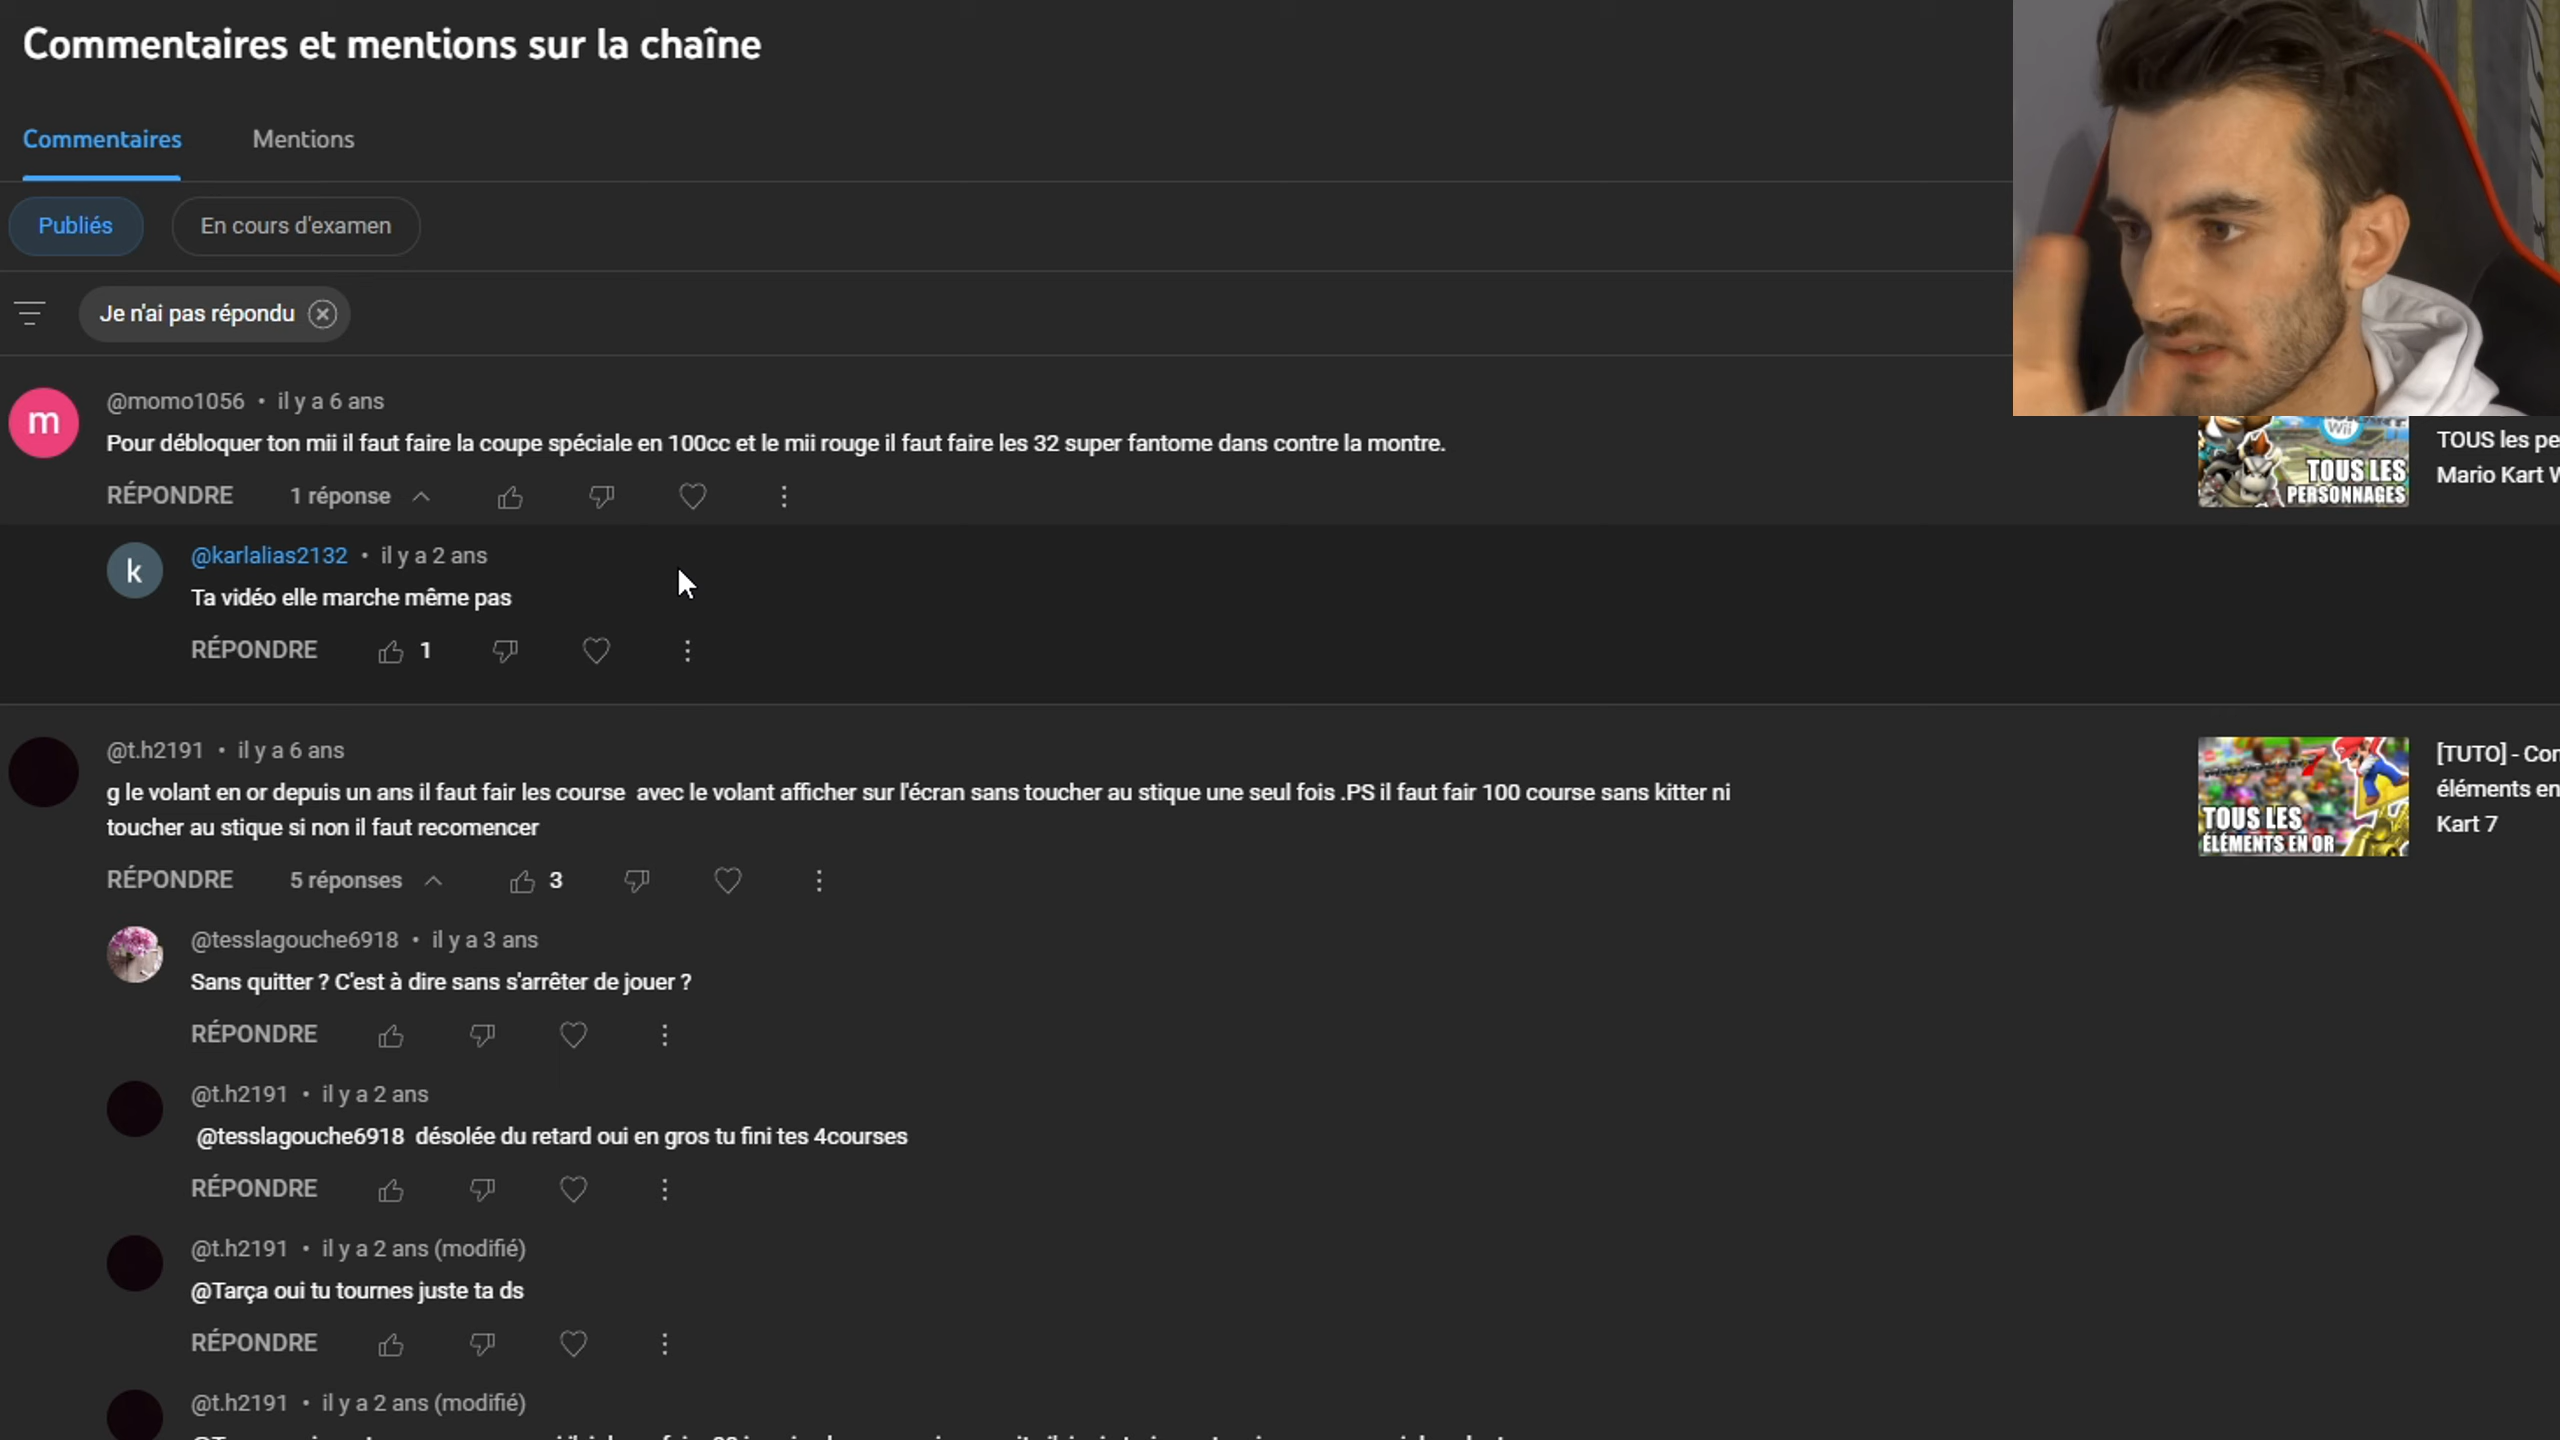 Commentaires et mentions sur la chaîne
Commentaires
Mentions
Publiés
En cours d'examen
Je n'ai pas répondu
m
@momo1056 • il y a 6 ans
Pour débloquer ton mii il faut faire la coupe spéciale en 100cc et le mii rouge il faut faire les 32 super fantome dans contre la montre.
RÉPONDRE
1 réponse
Wii
TOUS LES
PERSONNAGES
TOUS les pe
Mario Kart W
k
@karlalias2132 • il y a 2 ans
Ta vidéo elle marche même pas
RÉPONDRE
1
@t.h2191 • il y a 6 ans
g le volant en or depuis un ans il faut fair les course avec le volant afficher sur l'écran sans toucher au stique une seul fois .PS il faut fair 100 course sans kitter ni
toucher au stique si non il faut recomencer
RÉPONDRE
5 réponses
3
7
TOUS LES
ÉLÉMENTS EN OR
[TUTO] - Con
éléments en
Kart 7
@tesslagouche6918 • il y a 3 ans
Sans quitter ? C'est à dire sans s'arrêter de jouer ?
RÉPONDRE
@t.h2191 • il y a 2 ans
@tesslagouche6918 désolée du retard oui en gros tu fini tes 4courses
RÉPONDRE
@t.h2191 • il y a 2 ans (modifié)
@Tarça oui tu tournes juste ta ds
RÉPONDRE
@t.h2191 • il y a 2 ans (modifié)